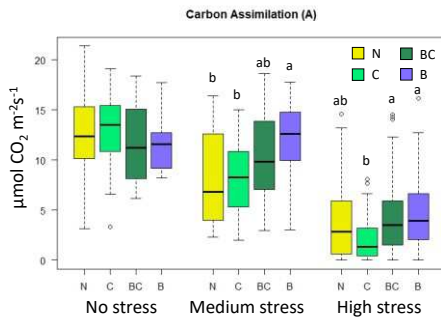 Carbon Assimilation (A)
µmol CO2 m-2s-1
20
15
10
5
0
N
BC
C
B
b
b
ab
a
ab
b
a
a
N
C
BC
B
N
C
BC
B
N
C
BC
B
No stress
Medium stress
High stress